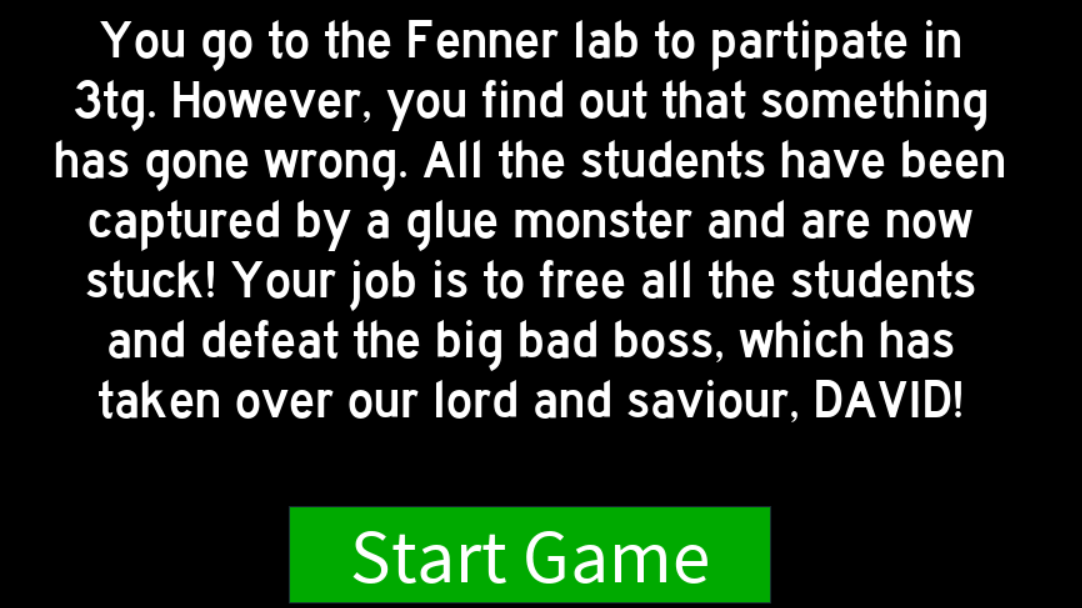 You go to the Fenner lab to partipate in
3tg. However, you find out that something
has gone wrong. All the students have been
captured by a glue monster and are now
stuck! Your job is to free all the students
and defeat the big bad boss, which has
taken over our lord and saviour, DAVID!
Start Game